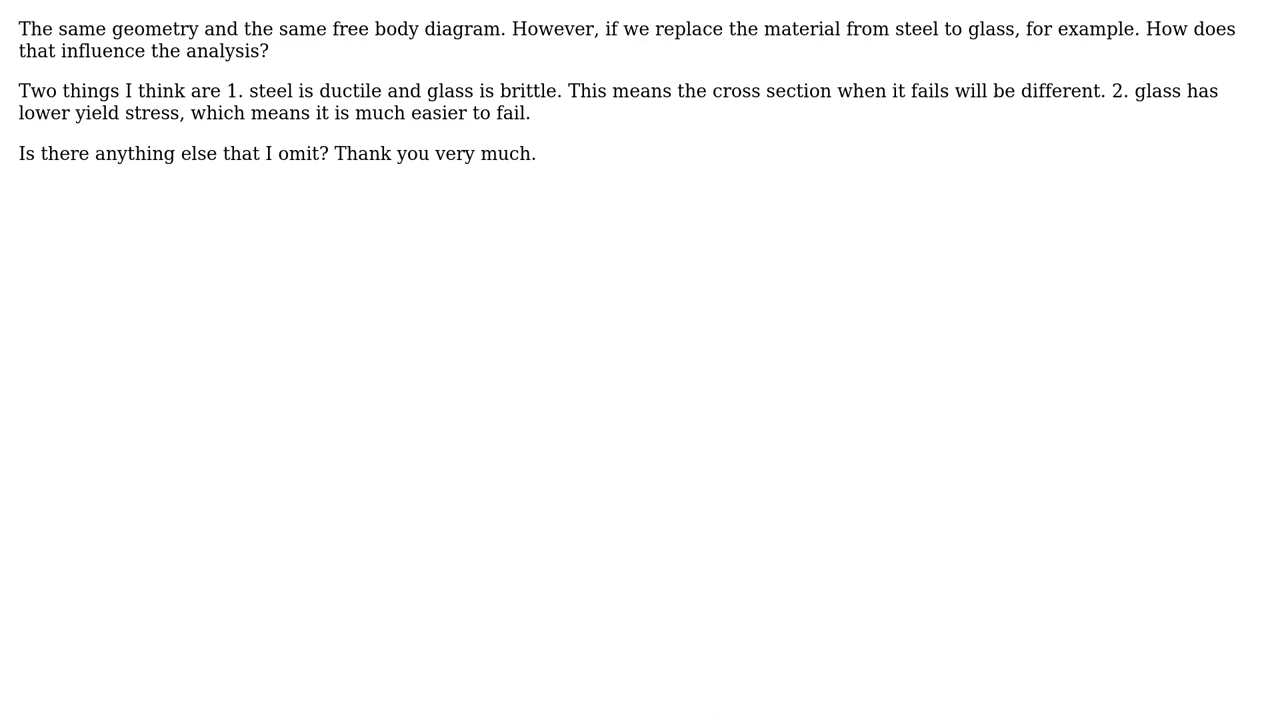 The same geometry and the same free body diagram. However, if we replace the material from steel to glass, for example. How does
that influence the analysis?
Two things I think are 1. steel is ductile and glass is brittle. This means the cross section when it fails will be different. 2. glass has
lower yield stress, which means it is much easier to fail.
Is there anything else that I omit? Thank you very much.